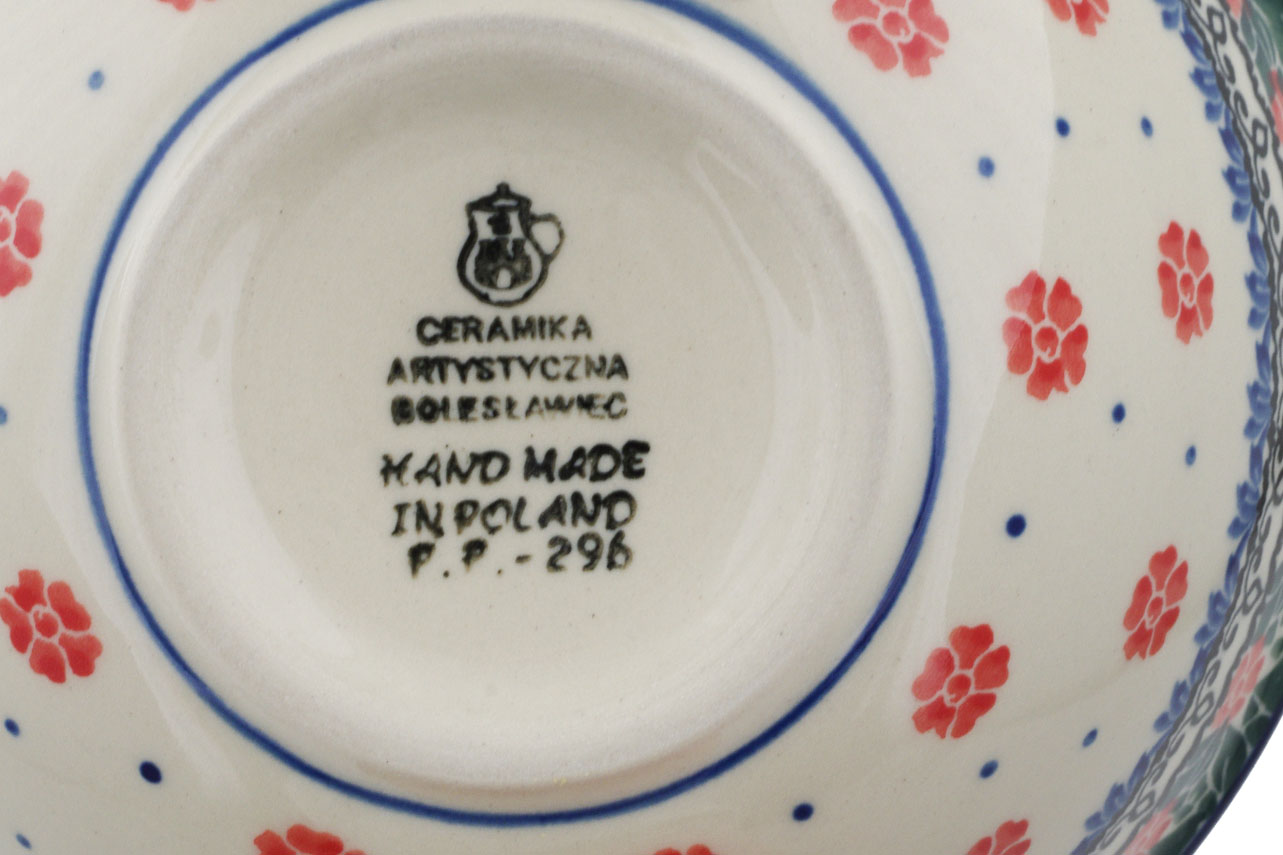 CERAMIKA
ARTYSTYCZNA
BOLESŁAWIEC
HAND MADE
IN POLAND
P.P.-296